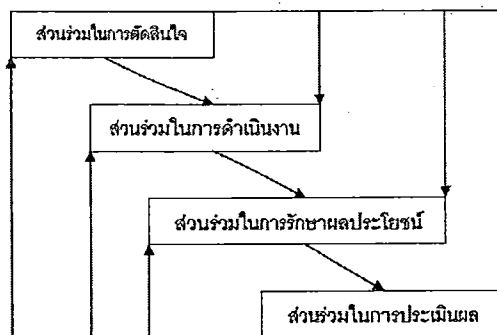 ส่วนร่วมในการตัดสินใจ
ส่วนร่วมในการดำเนินงาน
ส่วนร่วมในการรักษาผลประโยชน์
ส่วนร่วมในการประเมินผล